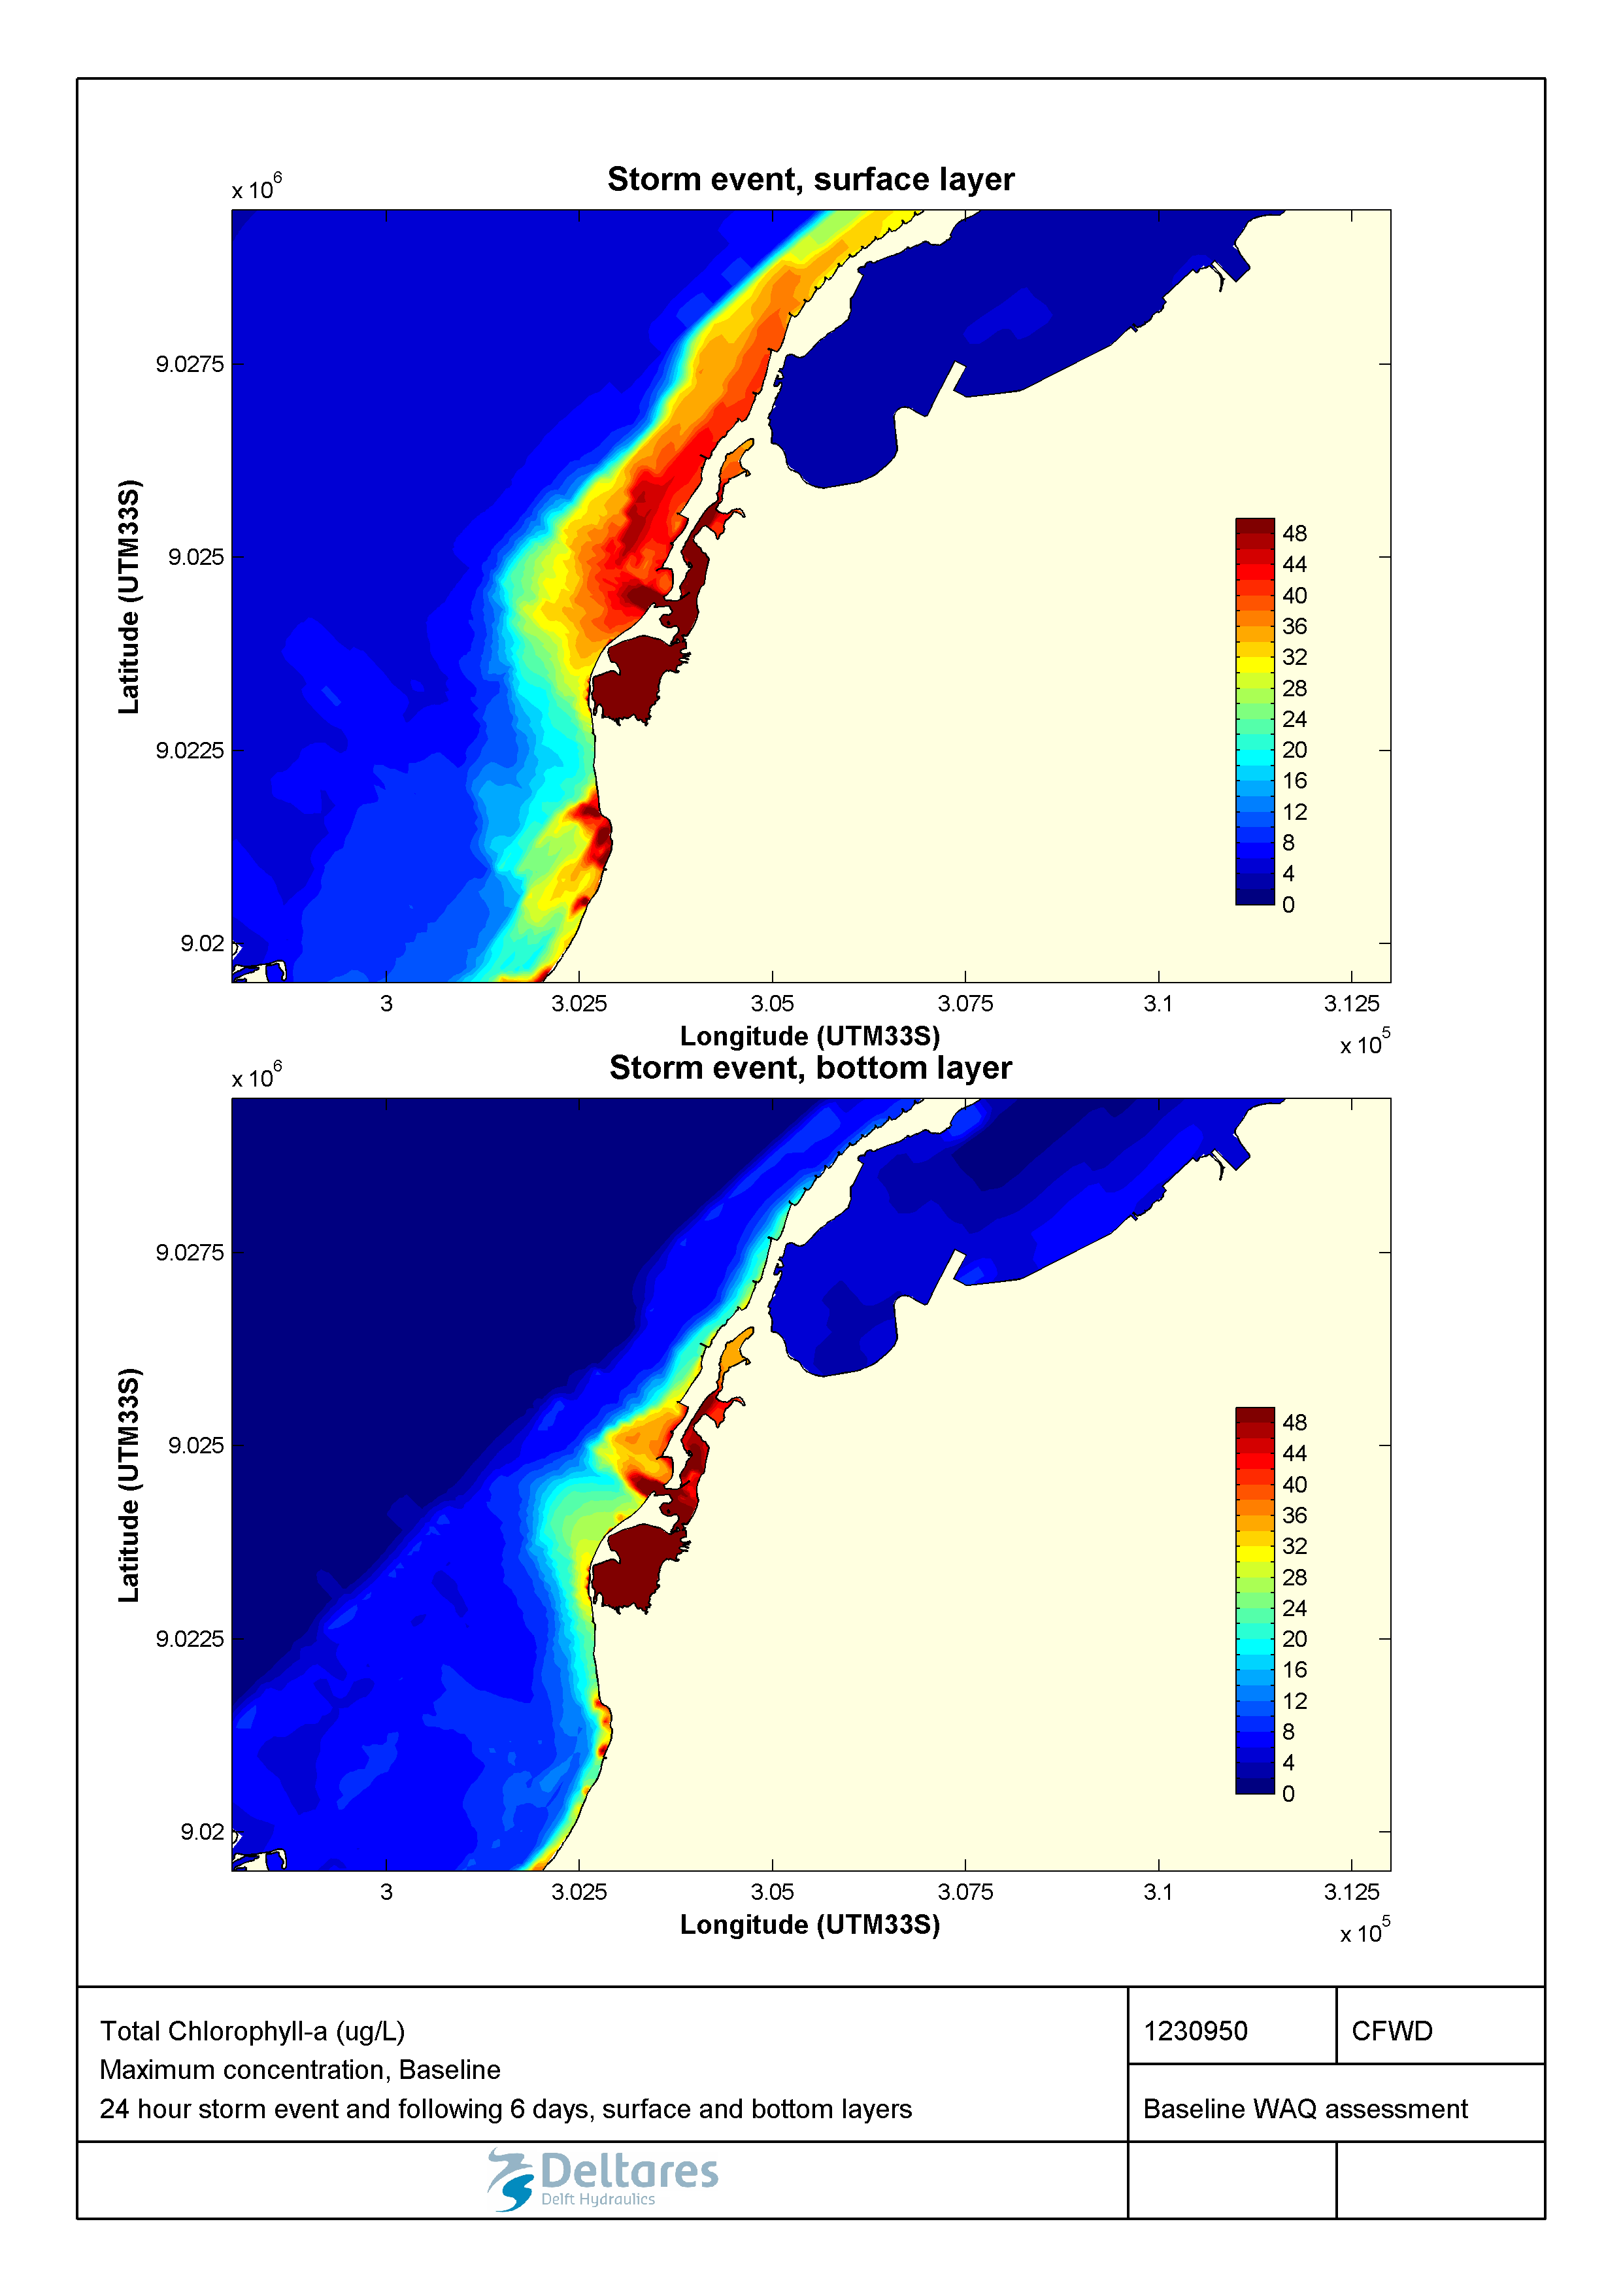 Storm event, surface layer
x 10^6
9.0275
9.025
9.0225
9.02
Latitude (UTM33S)
48
44
40
36
32
28
24
20
16
12
8
4
0
3 3.025 3.05 3.075 3.1 3.125
Longitude (UTM33S)
x 10^5
Storm event, bottom layer
x 10^6
9.0275
9.025
9.0225
9.02
Latitude (UTM33S)
48
44
40
36
32
28
24
20
16
12
8
4
0
3 3.025 3.05 3.075 3.1 3.125
Longitude (UTM33S)
x 10^5
Total Chlorophyll-a (ug/L)
Maximum concentration, Baseline
24 hour storm event and following 6 days, surface and bottom layers
1230950
CFWD
Baseline WAQ assessment
Deltares
Delft Hydraulics